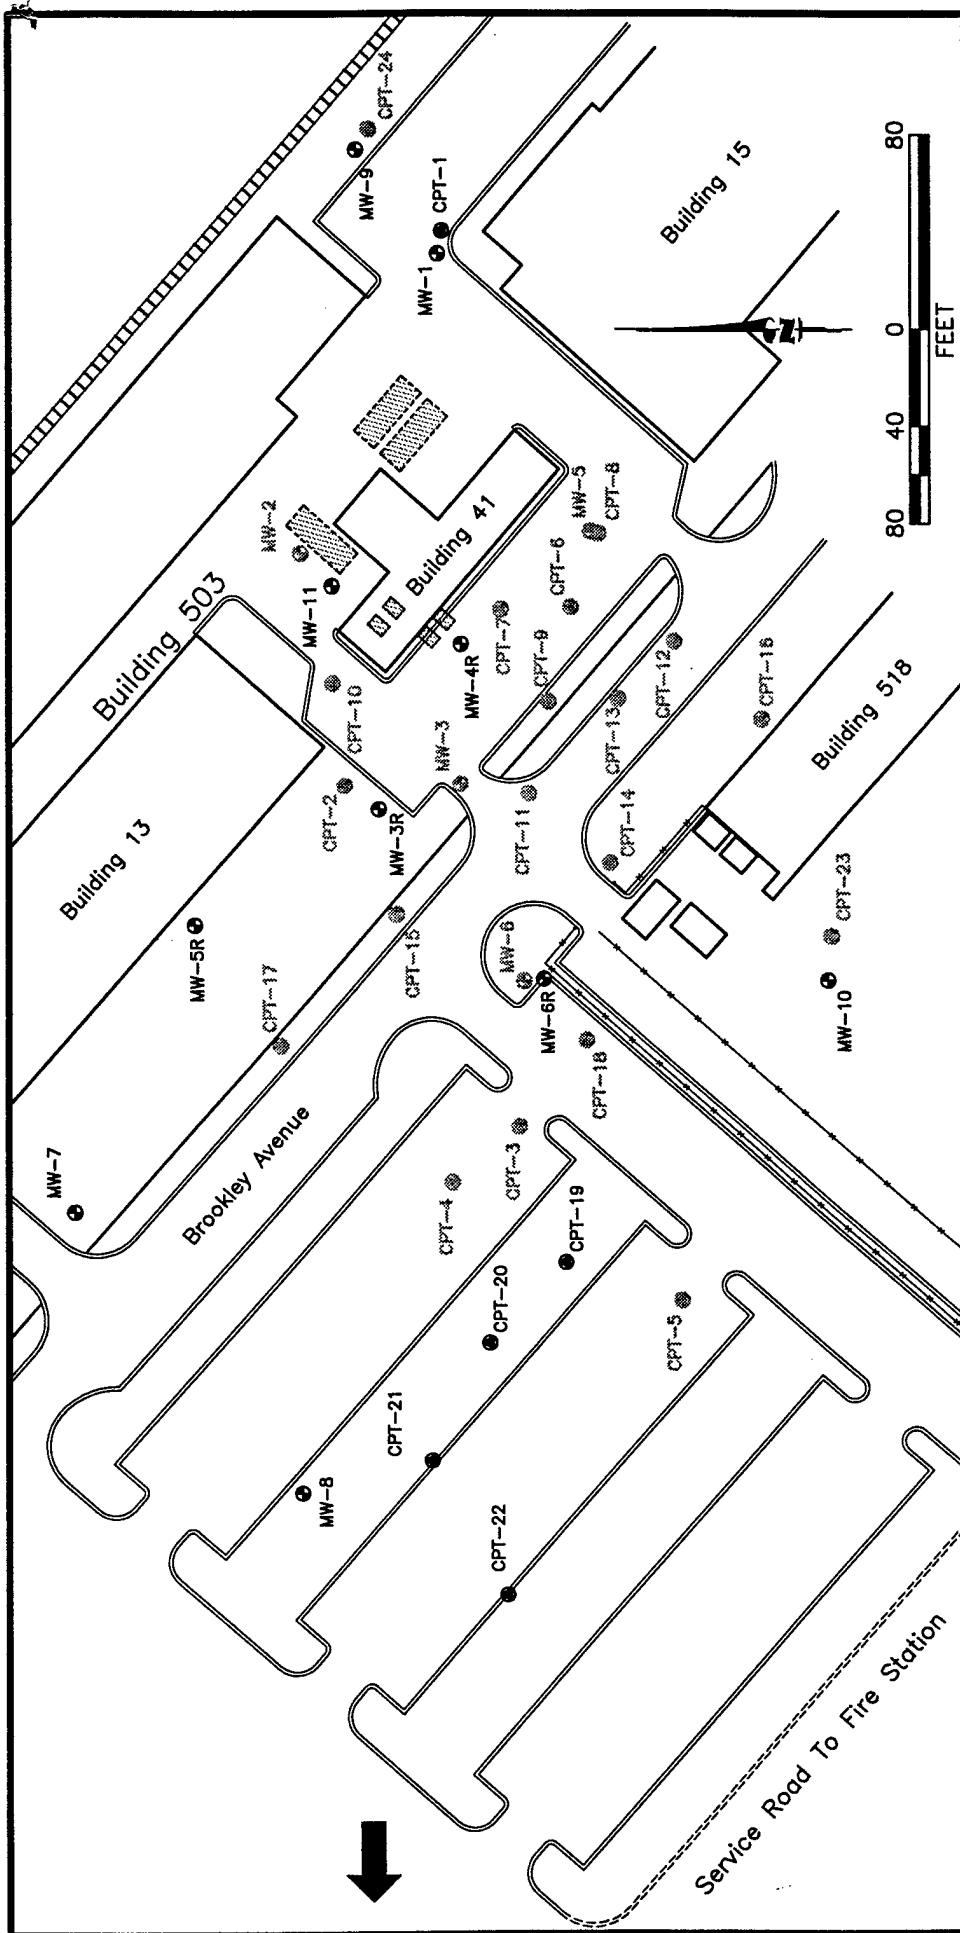 CPT-24
MW-9
CPT-1
MW-1
Building 15
80
0
40
80
FEET
N
MW-2
Building 503
MW-11
Building 41
MW-5
CPT-8
CPT-6
CPT-7
MW-4R
CPT-9
CPT-10
MW-3
CPT-12
CPT-13
CPT-16
Building 518
Building 13
CPT-2
MW-3R
CPT-11
CPT-14
CPT-23
MW-5R
CPT-15
CPT-17
MW-6
MW-6R
MW-10
CPT-18
Brookley Avenue
MW-7
CPT-3
CPT-4
CPT-19
CPT-20
CPT-5
CPT-21
MW-8
CPT-22
Service Road To Fire Station